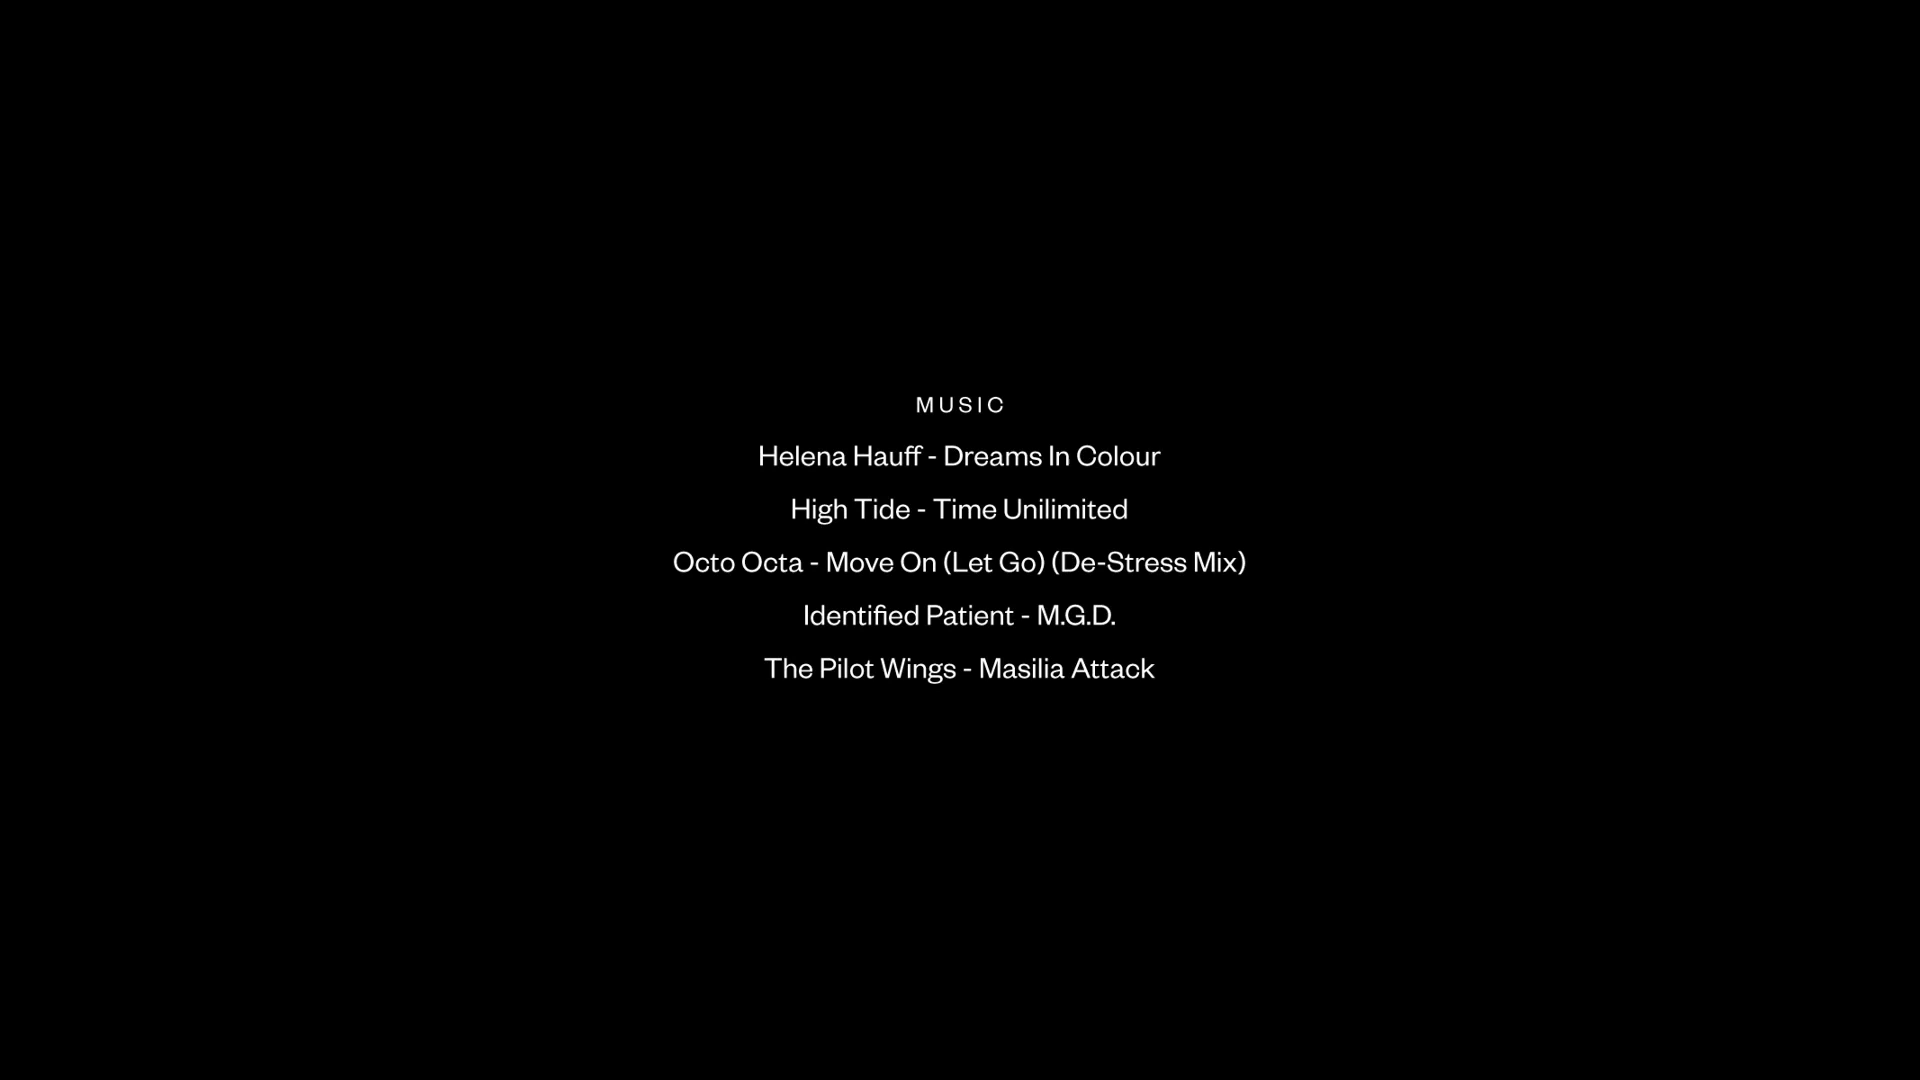 MUSIC
Helena Hauff - Dreams In Colour
High Tide - Time Unilimited
Octo Octa - Move On (Let Go) (De-Stress Mix)
Identified Patient - M.G.D.
The Pilot Wings - Masilia Attack